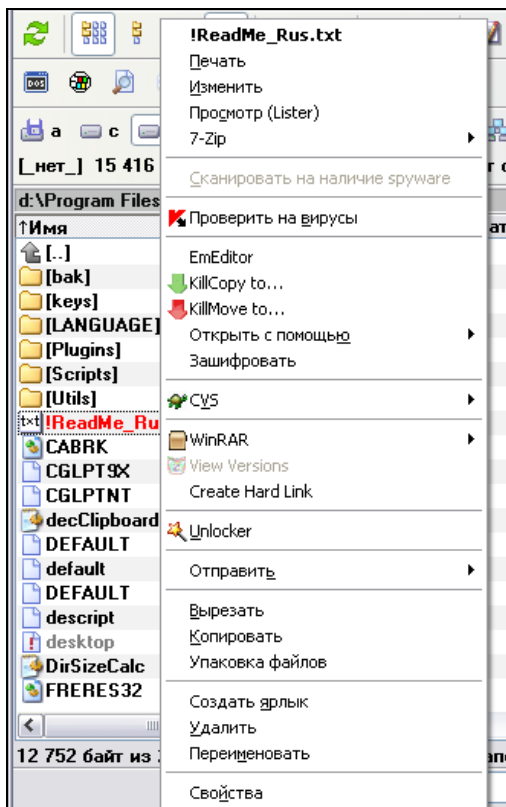 !ReadMe_Rus.txt
Печать
Изменить
Просмотр (Lister)
7-Zip
Сканировать на наличие spyware
Проверить на вирусы
EmEditor
KillCopy to...
KillMove to...
Открыть с помощью
Зашифровать
CVS
WinRAR
View Versions
Create Hard Link
Unlocker
Отправить
Вырезать
Копировать
Упаковка файлов
Создать ярлык
Удалить
Переименовать
Свойства
DOS
a c
[_нет_] 15 416
d:\Program Files
↑Имя
[..]
[bak]
[keys]
[LANGUAGE]
[Plugins]
[Scripts]
[Utils]
txt !ReadMe_Ru
CABRK
CGLPT9X
CGLPTNT
decClipboard
DEFAULT
default
DEFAULT
descript
desktop
DirSizeCalc
FRERES32
12 752 байт из